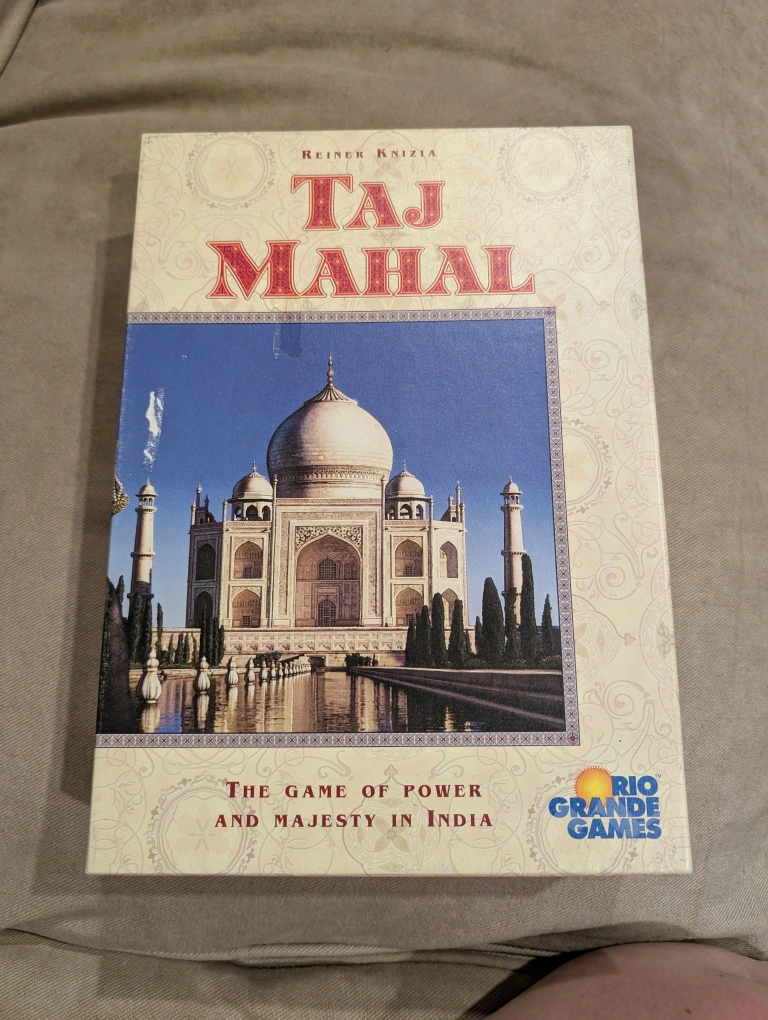 Reiner Knizia
Taj
Mahal
The game of power
and majesty in India
RIO
GRANDE
GAMES